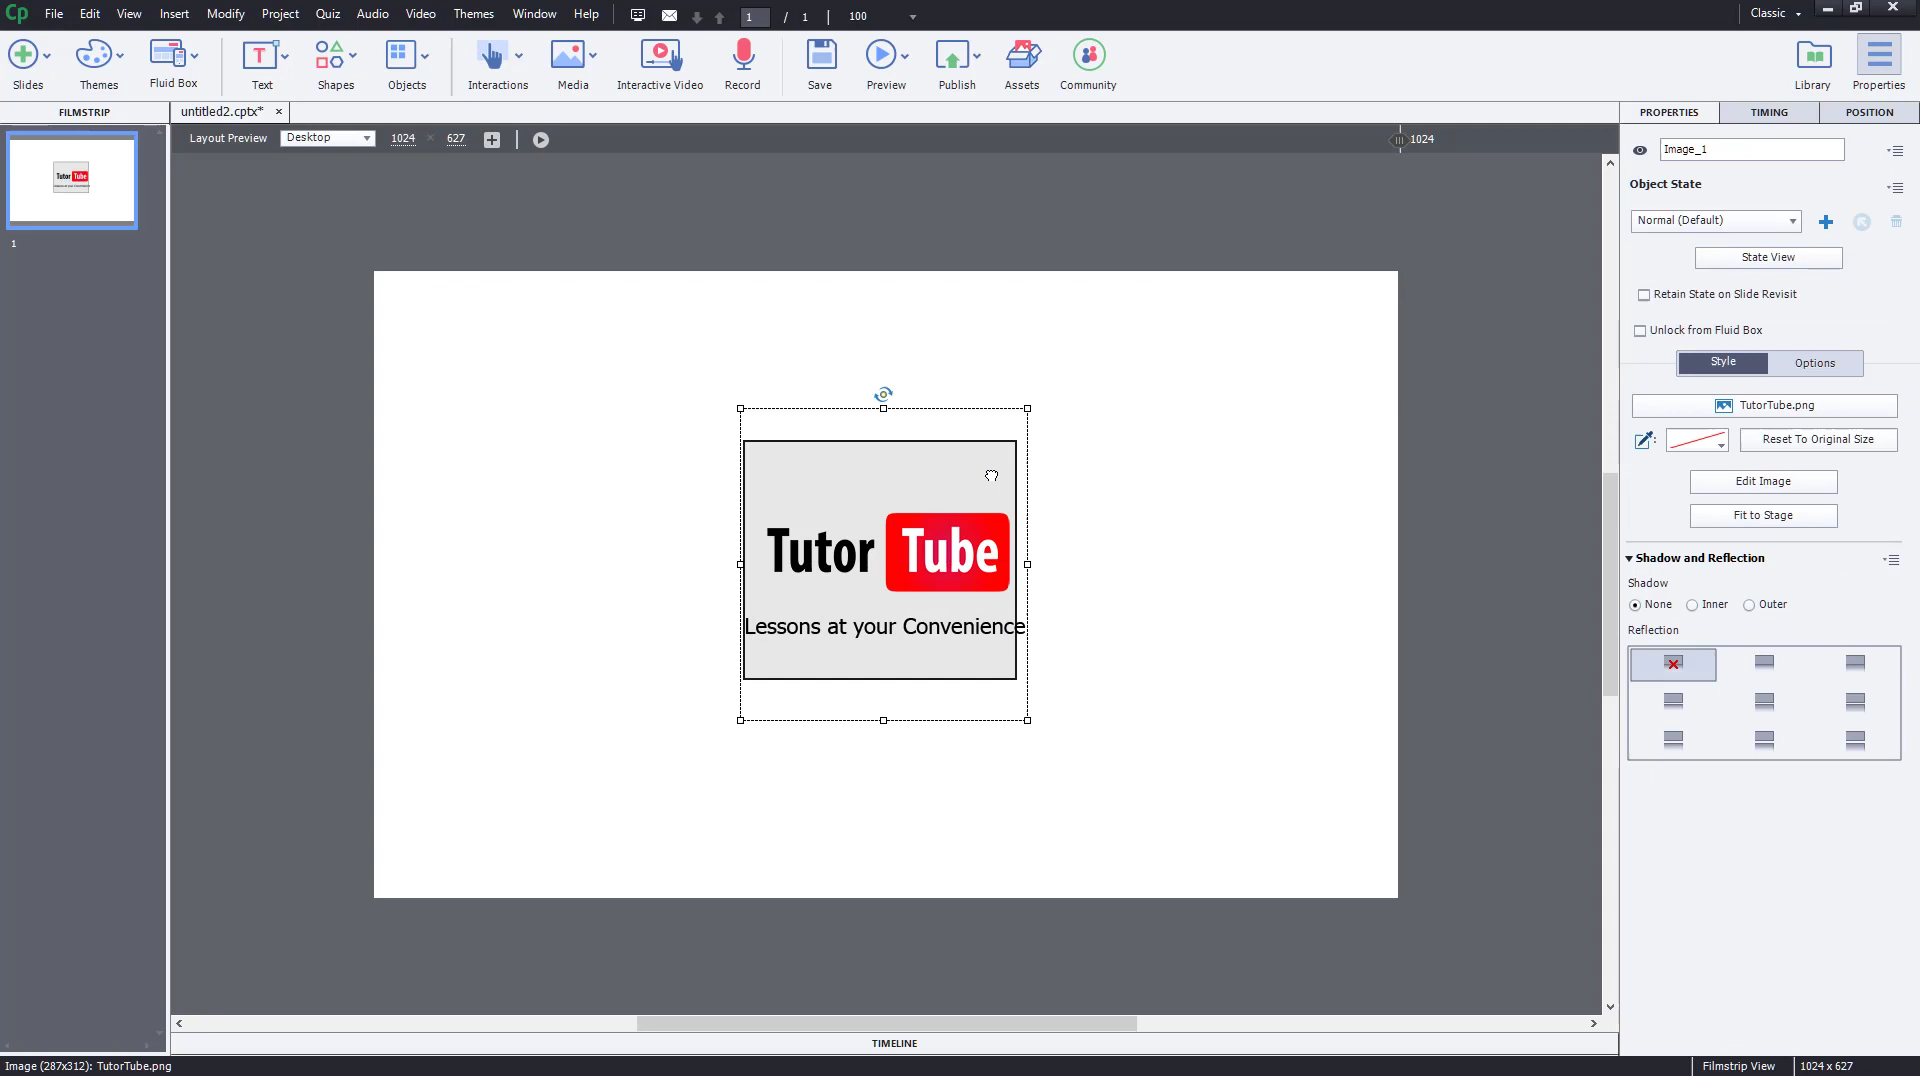 Cp File Edit View Insert Modify Project Quiz Audio Video Themes Window Help 1 / 1 100 Classic
Slides Themes Fluid Box Text Shapes Objects Interactions Media Interactive Video Record Save Preview Publish Assets Community Library Properties
FILMSTRIP untitled2.cptx* × PROPERTIES TIMING POSITION
Layout Preview Desktop 1024 × 627 1024
Image_1
Object State
Normal (Default)
State View
Retain State on Slide Revisit
Unlock from Fluid Box
Style Options
TutorTube.png
Reset To Original Size
Edit Image
Fit to Stage
Shadow and Reflection
Shadow
None Inner Outer
Reflection
Tutor Tube
1
Tutor Tube
Lessons at your Convenience
TIMELINE
Image (287x312): TutorTube.png Filmstrip View 1024 x 627